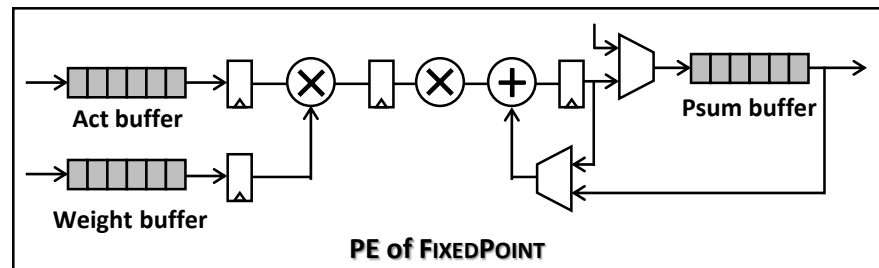 Act buffer
Psum buffer
Weight buffer
PE of FIXEDPOINT